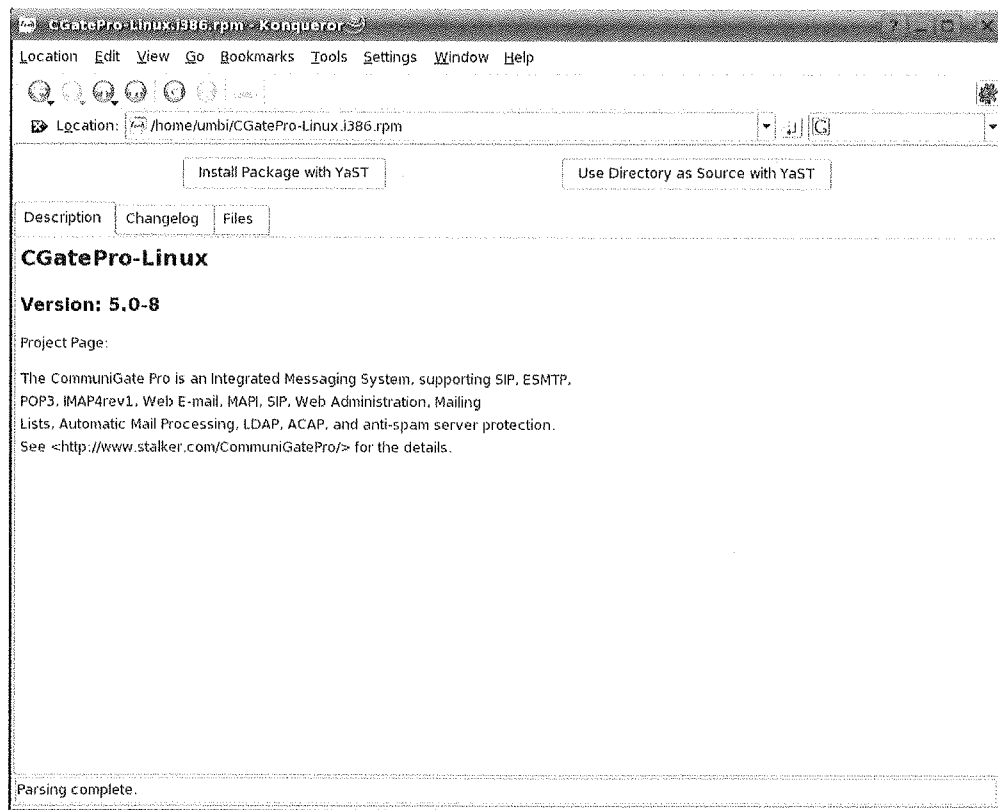 CGatePro-Linux.i386.rpm - Konqueror
Location Edit View Go Bookmarks Tools Settings Window Help
Location: /home/umbi/CGatePro-Linux.i386.rpm
Install Package with YaST Use Directory as Source with YaST
Description Changelog Files
CGatePro-Linux
Version: 5.0-8
Project Page:
The CommuniGate Pro is an Integrated Messaging System, supporting SIP, ESMTP,
POP3, IMAP4rev1, Web E-mail, MAPI, SIP, Web Administration, Mailing
Lists, Automatic Mail Processing, LDAP, ACAP, and anti-spam server protection.
See <http://www.stalker.com/CommuniGatePro/> for the details.
Parsing complete.